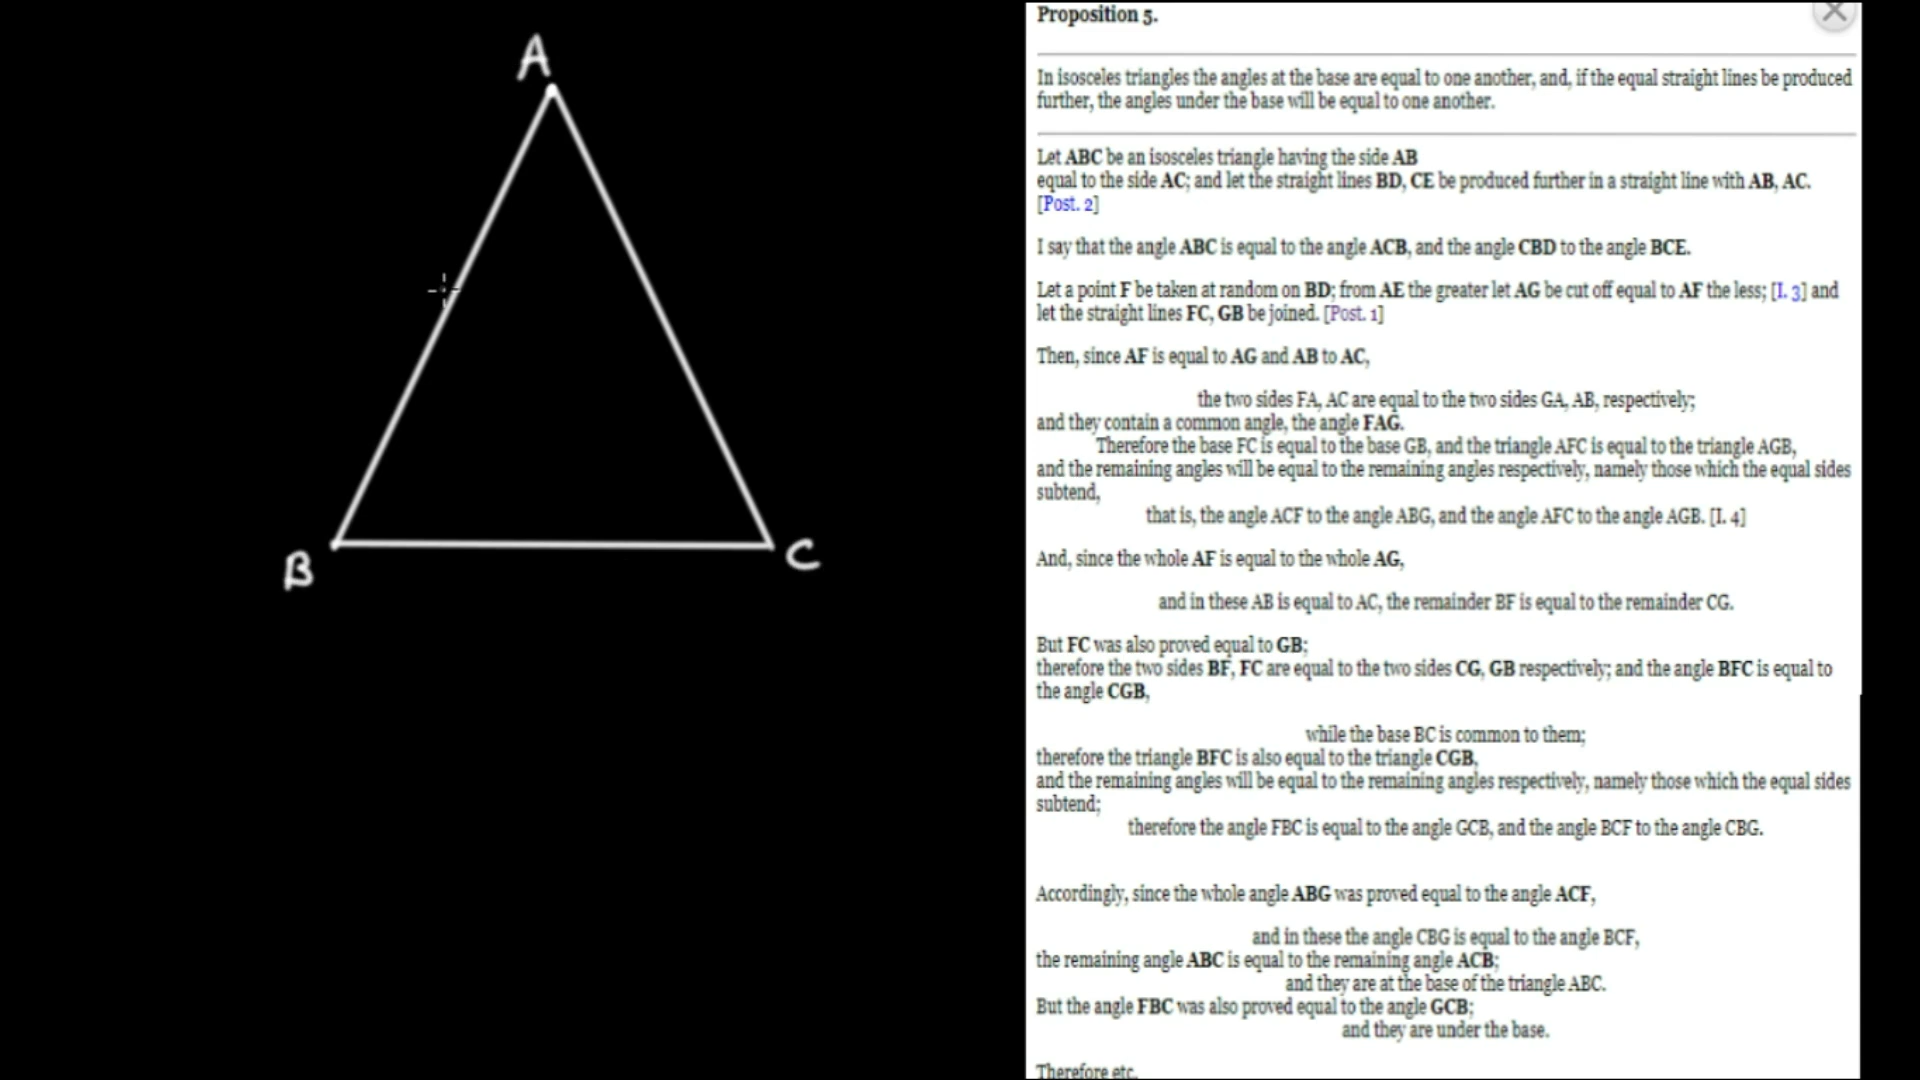 A
B
C
Proposition 5.
In isosceles triangles the angles at the base are equal to one another, and, if the equal straight lines be produced
further, the angles under the base will be equal to one another.
Let ABC be an isosceles triangle having the side AB
equal to the side AC; and let the straight lines BD, CE be produced further in a straight line with AB, AC.
[Post. 2]
I say that the angle ABC is equal to the angle ACB, and the angle CBD to the angle BCE.
Let a point F be taken at random on BD; from AE the greater let AG be cut off equal to AF the less; [I. 3] and
let the straight lines FC, GB be joined. [Post. 1]
Then, since AF is equal to AG and AB to AC,
the two sides FA, AC are equal to the two sides GA, AB, respectively;
and they contain a common angle, the angle FAG.
Therefore the base FC is equal to the base GB, and the triangle AFC is equal to the triangle AGB,
and the remaining angles will be equal to the remaining angles respectively, namely those which the equal sides
subtend,
that is, the angle ACF to the angle ABG, and the angle AFC to the angle AGB. [I. 4]
And, since the whole AF is equal to the whole AG,
and in these AB is equal to AC, the remainder BF is equal to the remainder CG.
But FC was also proved equal to GB;
therefore the two sides BF, FC are equal to the two sides CG, GB respectively; and the angle BFC is equal to
the angle CGB,
while the base BC is common to them;
therefore the triangle BFC is also equal to the triangle CGB,
and the remaining angles will be equal to the remaining angles respectively, namely those which the equal sides
subtend;
therefore the angle FBC is equal to the angle GCB, and the angle BCF to the angle CBG.
Accordingly, since the whole angle ABG was proved equal to the angle ACF,
and in these the angle CBG is equal to the angle BCF,
the remaining angle ABC is equal to the remaining angle ACB;
and they are at the base of the triangle ABC.
But the angle FBC was also proved equal to the angle GCB;
and they are under the base.
Therefore etc.